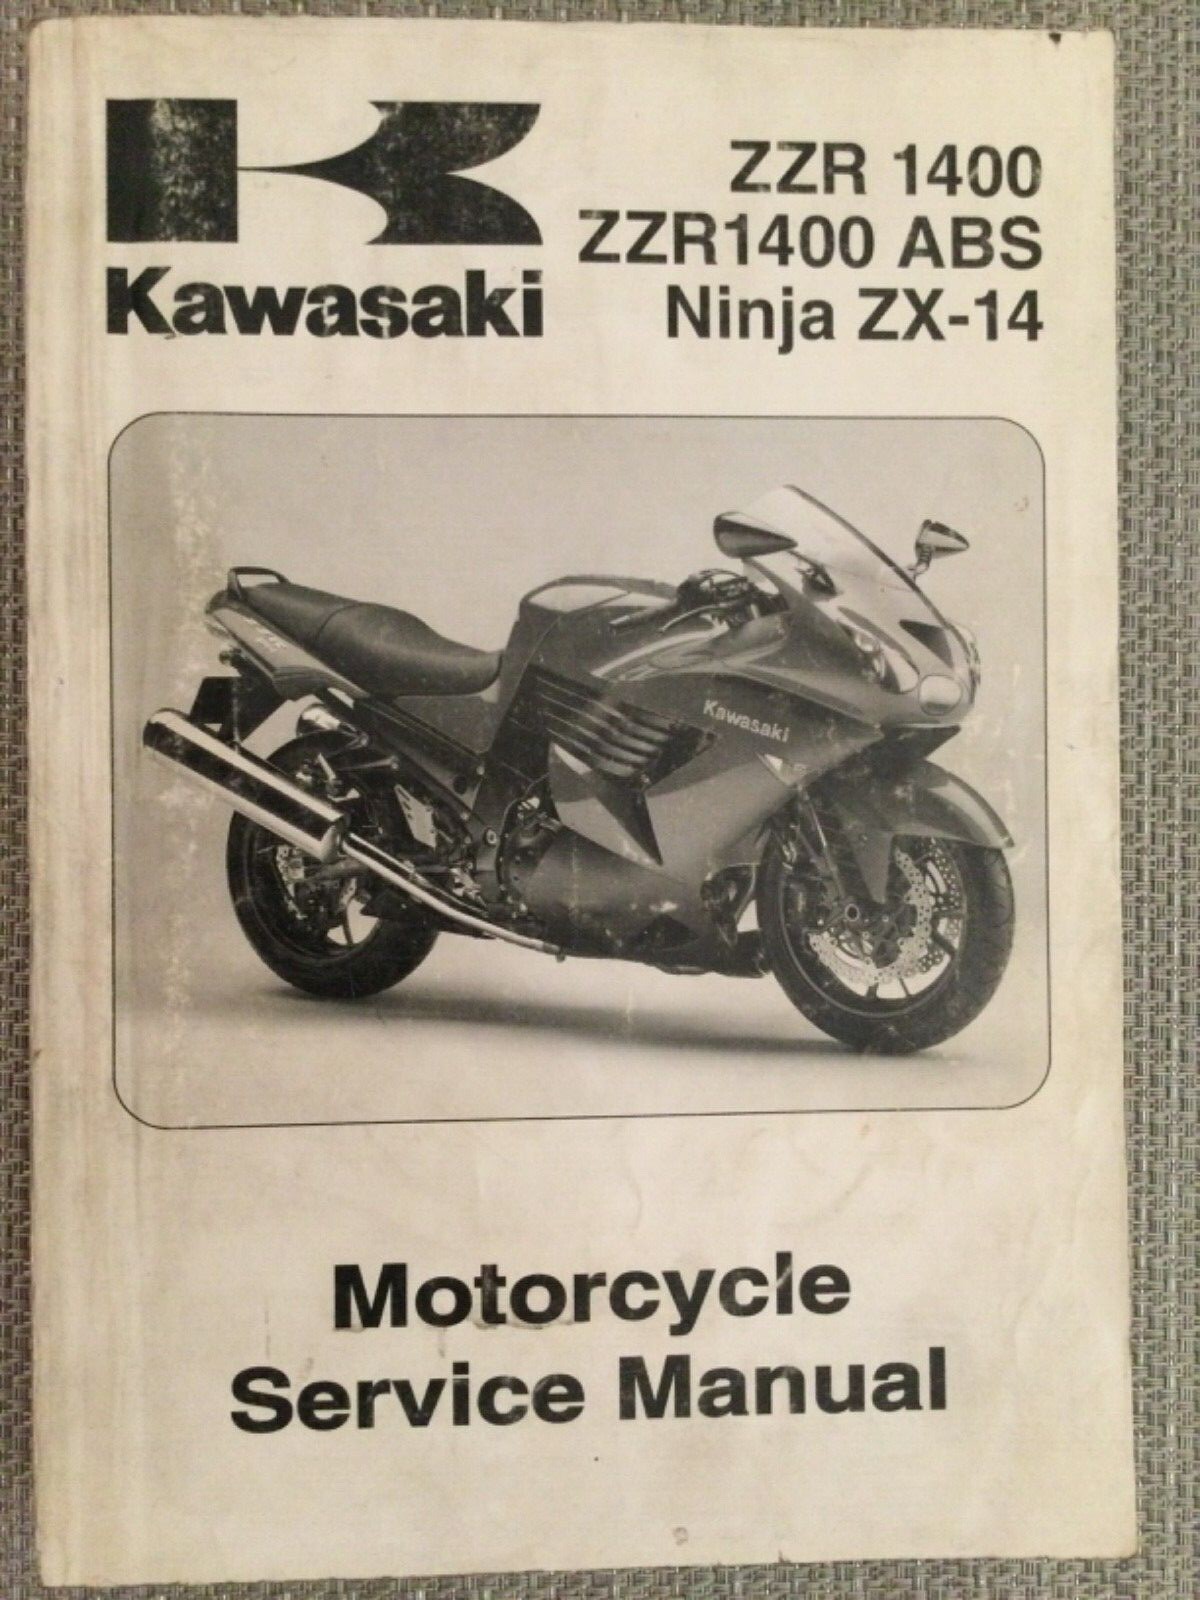 Kawasaki
ZZR 1400
ZZR1400 ABS
Ninja ZX-14
Kawasaki
Motorcycle
Service Manual